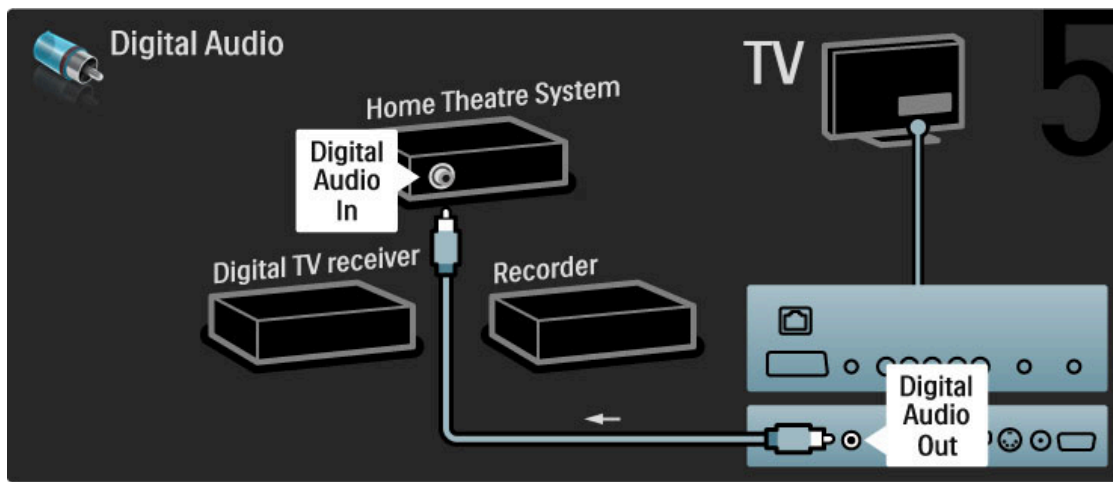 Digital Audio
TV
5
Home Theatre System
Digital
Audio
In
Digital TV receiver
Recorder
Digital
Audio
Out